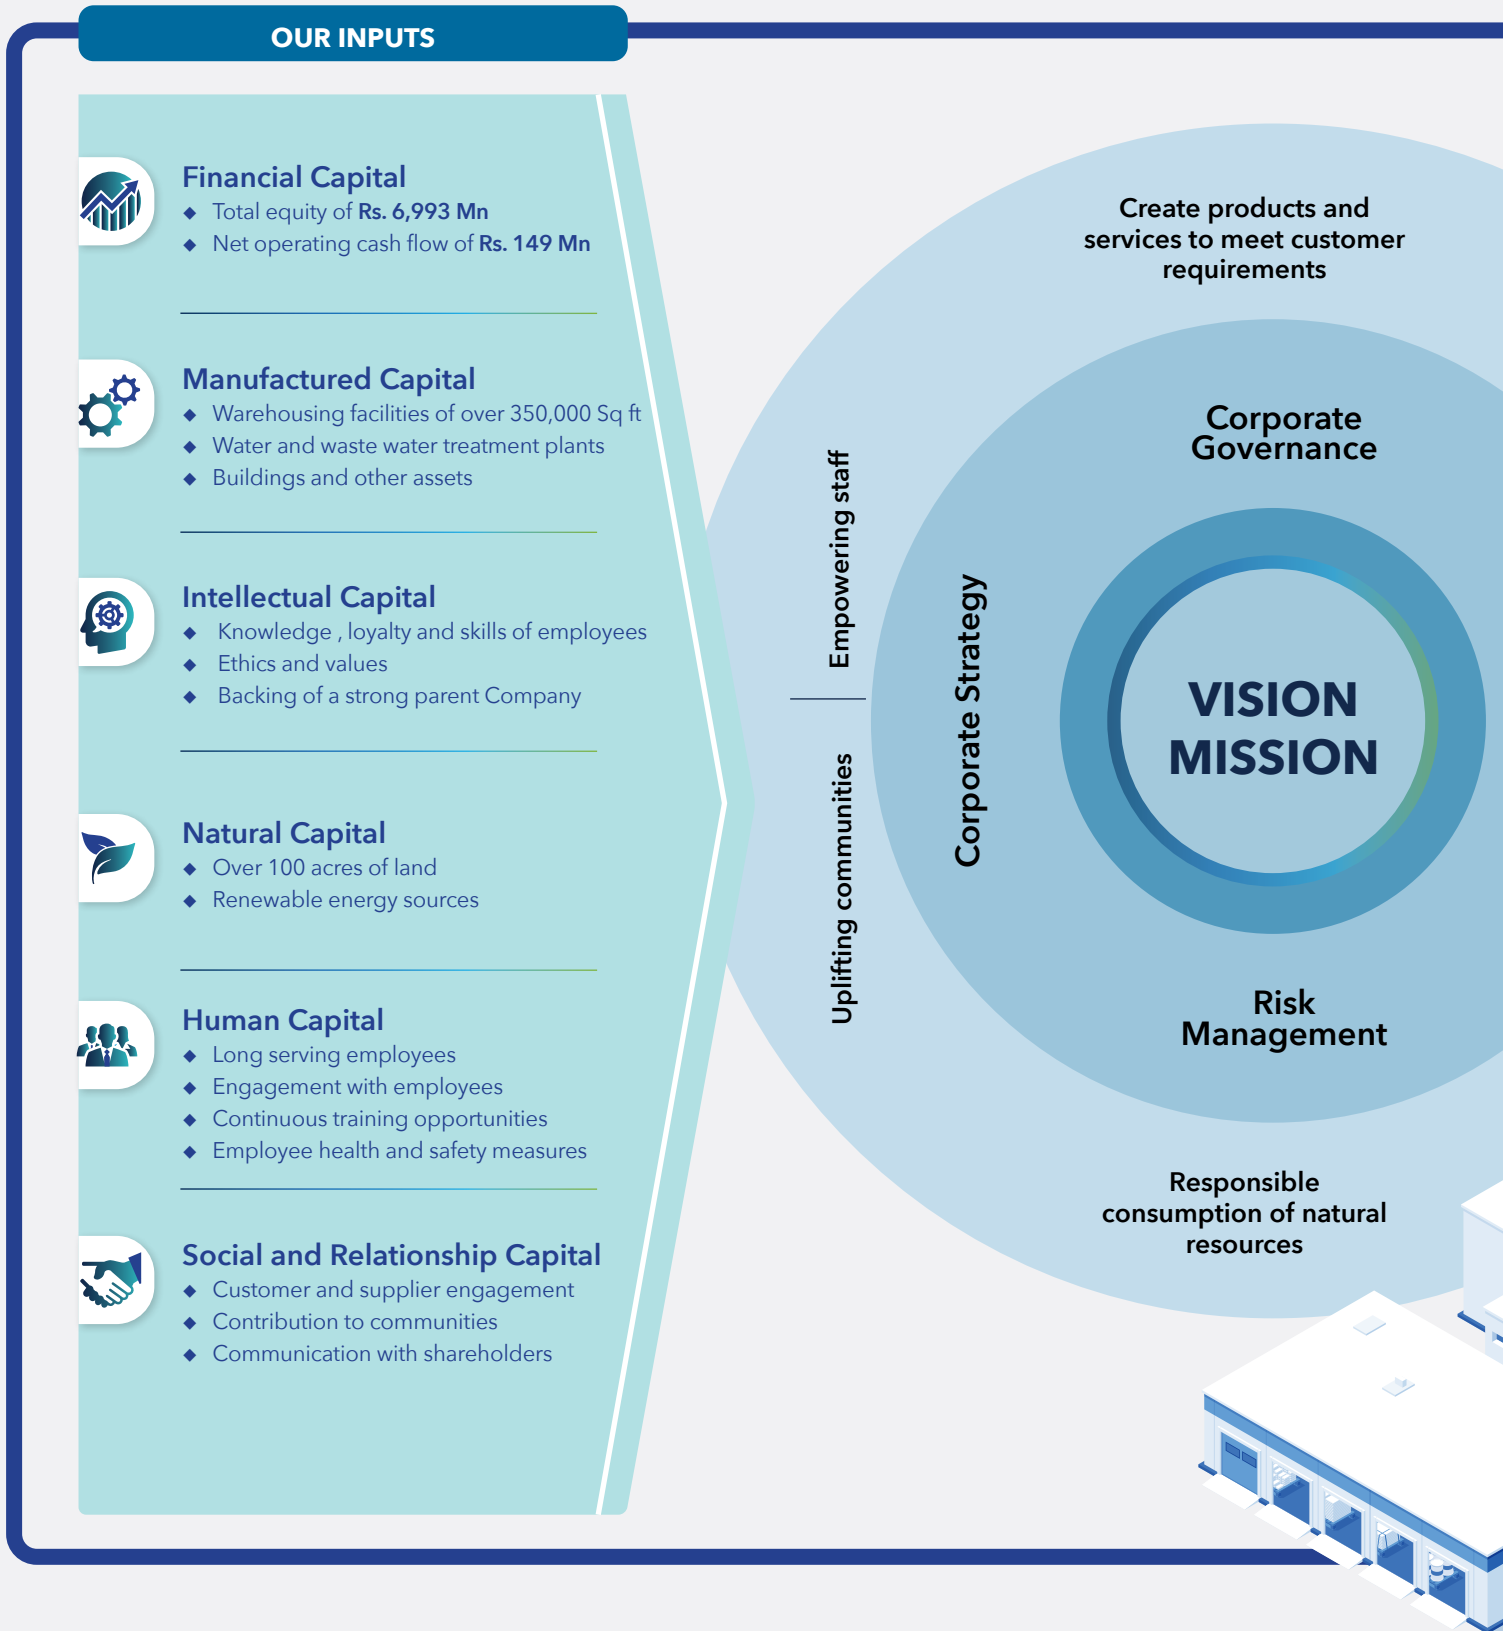 OUR INPUTS
Financial Capital
◆ Total equity of Rs. 6,993 Mn
◆ Net operating cash flow of Rs. 149 Mn
Manufactured Capital
◆ Warehousing facilities of over 350,000 Sq ft
◆ Water and waste water treatment plants
◆ Buildings and other assets
Intellectual Capital
◆ Knowledge , loyalty and skills of employees
◆ Ethics and values
◆ Backing of a strong parent Company
Natural Capital
◆ Over 100 acres of land
◆ Renewable energy sources
Human Capital
◆ Long serving employees
◆ Engagement with employees
◆ Continuous training opportunities
◆ Employee health and safety measures
Social and Relationship Capital
◆ Customer and supplier engagement
◆ Contribution to communities
◆ Communication with shareholders
Create products and
services to meet customer
requirements
Empowering staff
Uplifting communities
Corporate Strategy
Corporate
Governance
VISION
MISSION
Risk
Management
Responsible
consumption of natural
resources